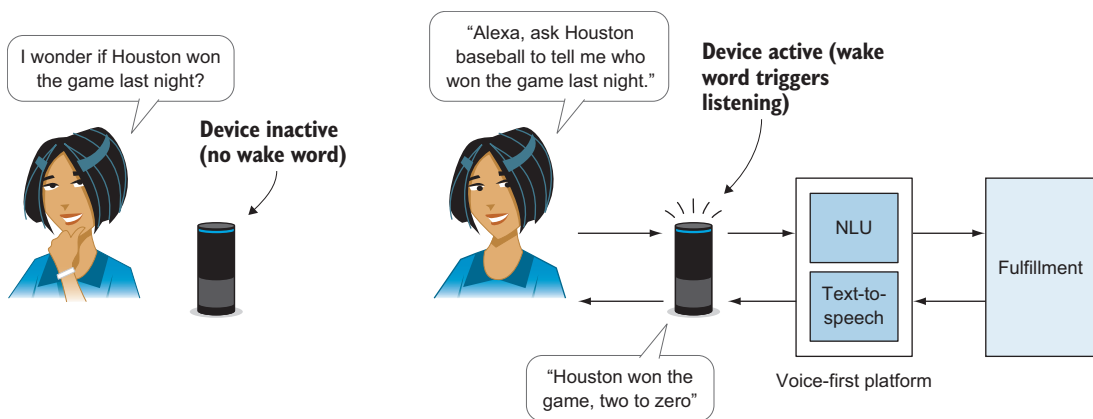 I wonder if Houston won
the game last night?
Device inactive
(no wake word)
“Alexa, ask Houston
baseball to tell me who
won the game last night.”
Device active (wake
word triggers
listening)
NLU
Text-to-
speech
Fulfillment
Voice-first platform
“Houston won the
game, two to zero”